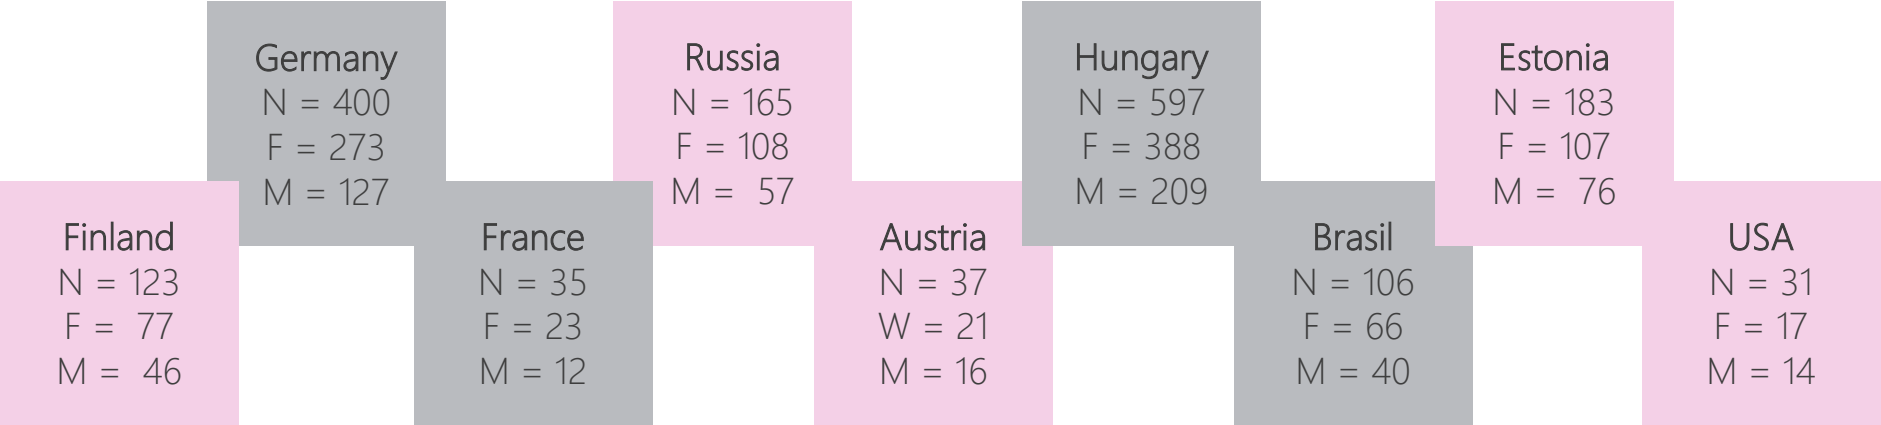 Germany
N = 400
F = 273
M = 127
Russia
N = 165
F = 108
M = 57
Hungary
N = 597
F = 388
M = 209
Estonia
N = 183
F = 107
M = 76
Finland
N = 123
F = 77
M = 46
France
N = 35
F = 23
M = 12
Austria
N = 37
W = 21
M = 16
Brasil
N = 106
F = 66
M = 40
USA
N = 31
F = 17
M = 14